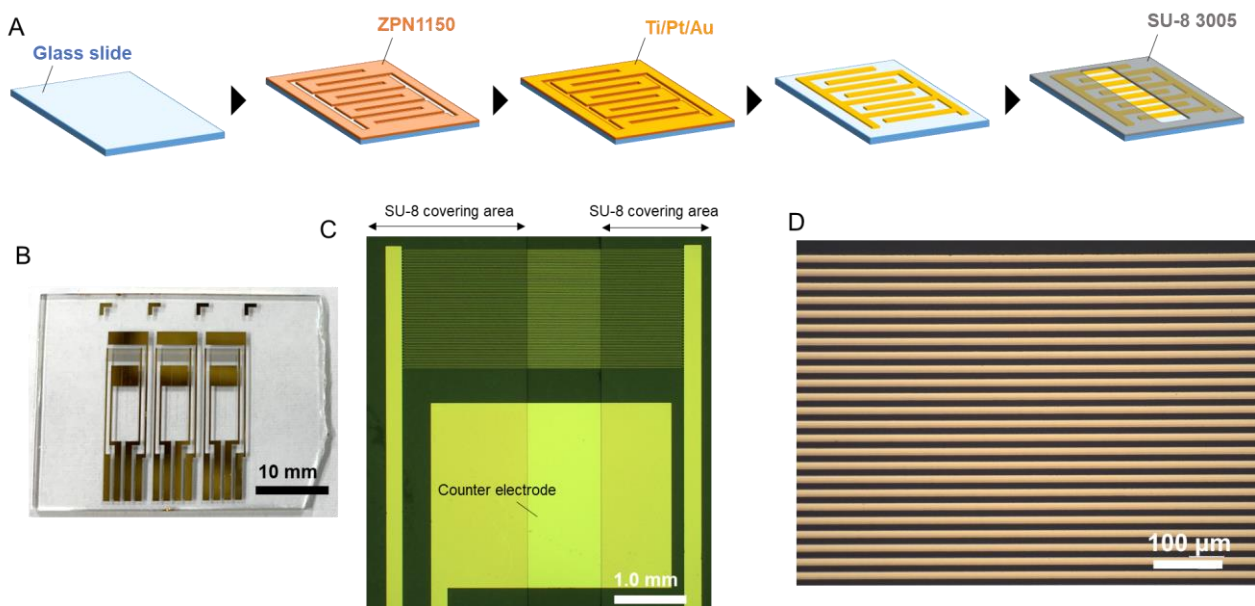 A
Glass slide
ZPN1150
Ti/Pt/Au
SU-8 3005
B
10 mm
C
SU-8 covering area
SU-8 covering area
Counter electrode
1.0 mm
D
100 μm